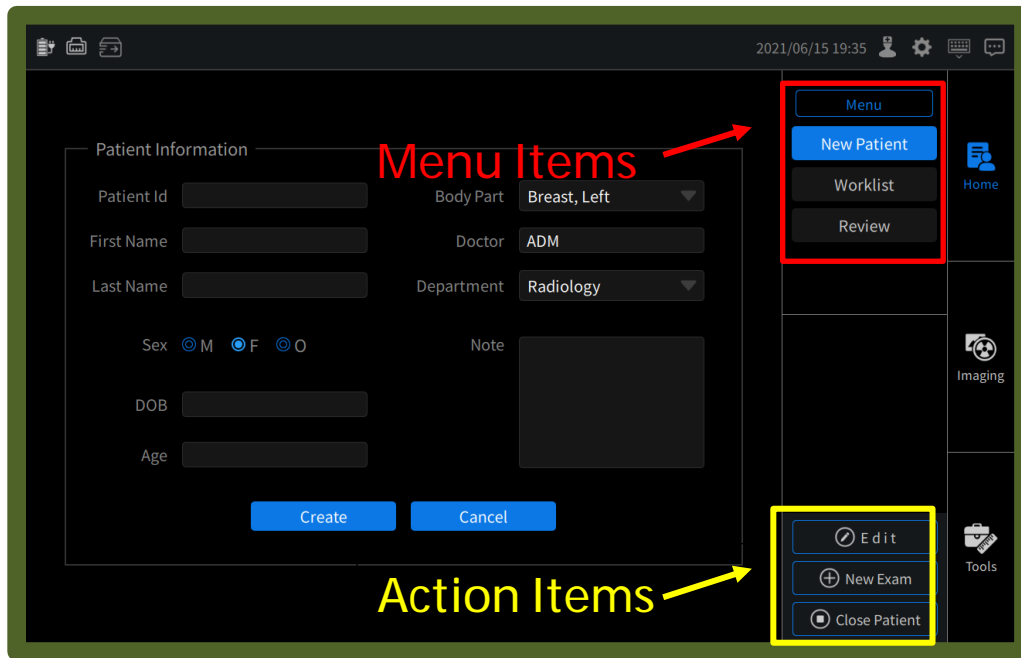 2021/06/15 19:35
Menu
New Patient
Worklist
Review
Home
Imaging
Tools
Menu Items
Patient Information
Patient Id
Body Part Breast, Left
First Name
Doctor ADM
Last Name
Department Radiology
Sex M F O
Note
DOB
Age
Create Cancel
Action Items
Edit
New Exam
Close Patient